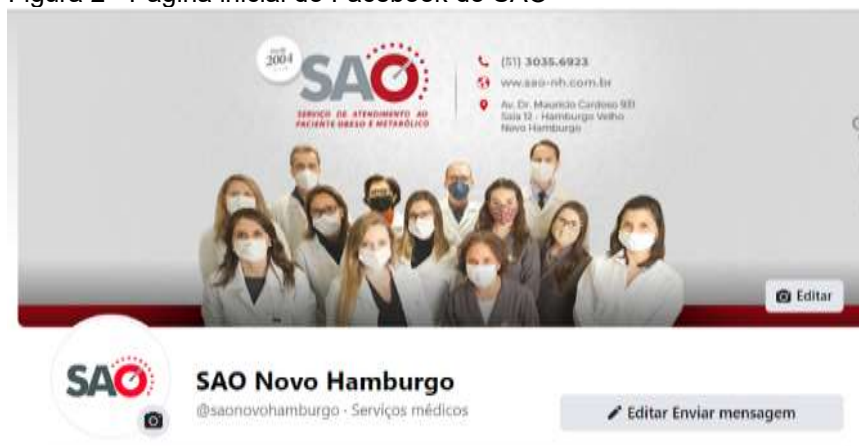 Figura 2 - Página inicial do Facebook do SAO
2004
SAO
SERVIÇO DE ATENDIMENTO AO
PACIENTE OBESO E METABÓLICO
(51) 3035.6923
ww.sao-nh.com.br
Av. Dr. Maurício Cardoso 931
Sala 12 - Hamburgo Velho
Novo Hamburgo
Editar
SAO
SAO Novo Hamburgo
@saonovohamburgo · Serviços médicos
Editar Enviar mensagem